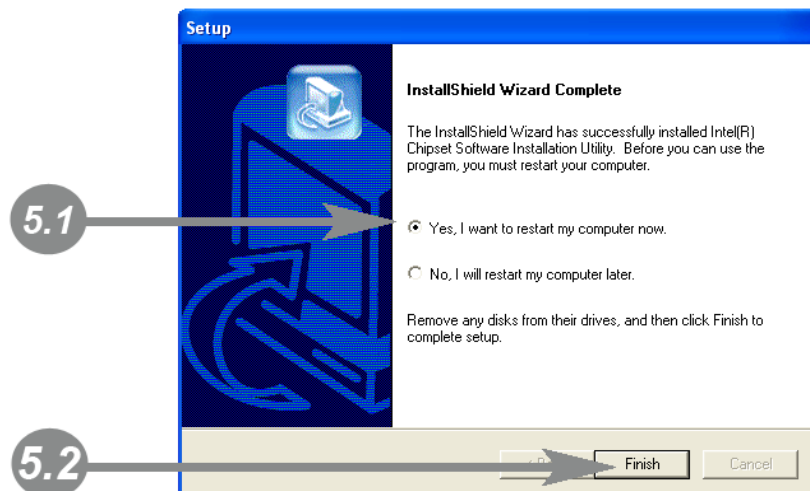 Setup
InstallShield Wizard Complete
The InstallShield Wizard has successfully installed Intel(R)
Chipset Software Installation Utility. Before you can use the
program, you must restart your computer.
5.1
Yes, I want to restart my computer now.
No, I will restart my computer later.
Remove any disks from their drives, and then click Finish to
complete setup.
5.2
Finish
Cancel